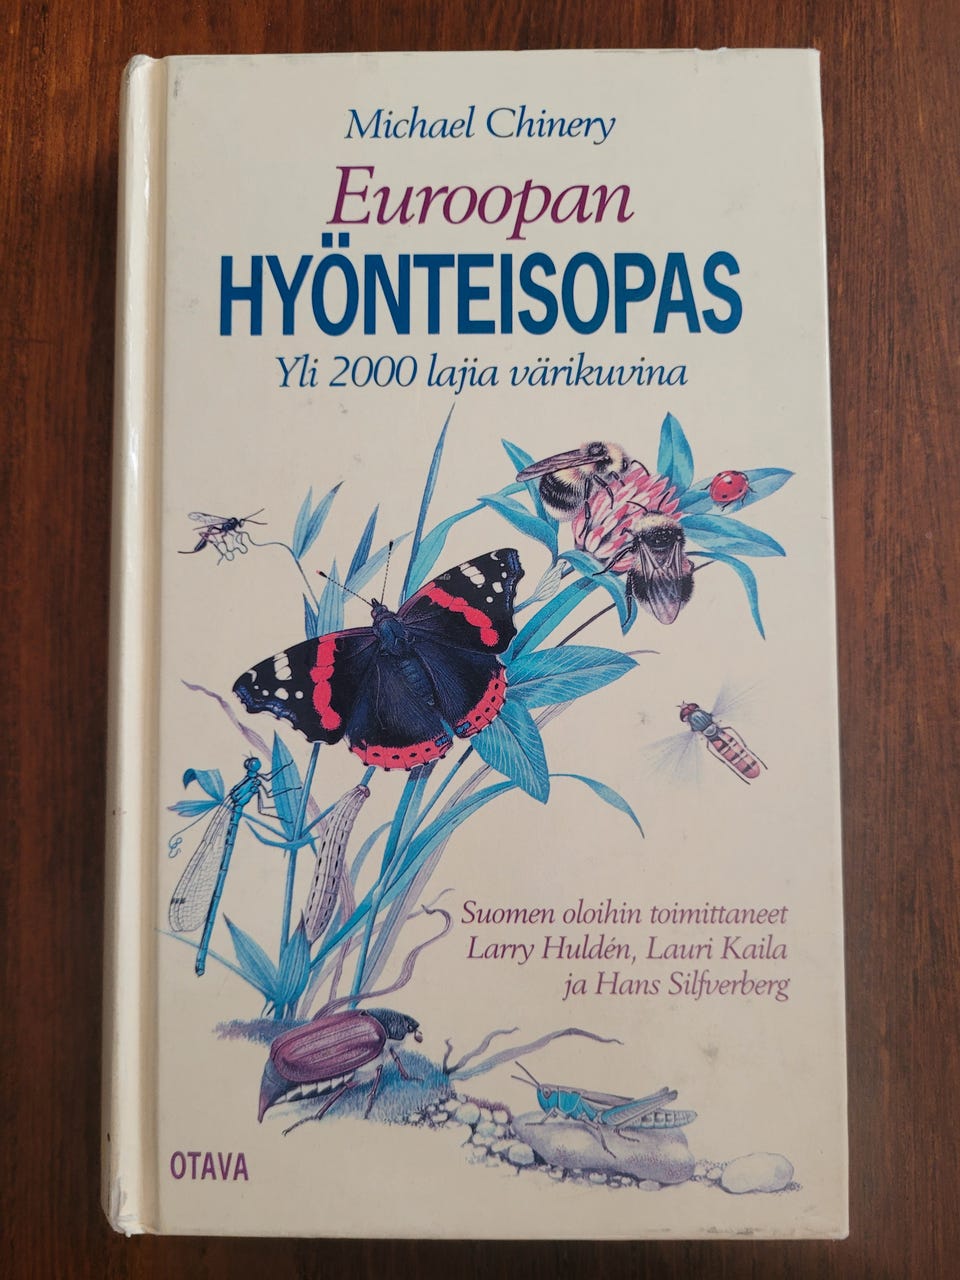 Michael Chinery
Euroopan
HYÖNTEISOPAS
Yli 2000 lajia värikuvina
Suomen oloihin toimittaneet
Larry Huldén, Lauri Kaila
ja Hans Silfverberg
OTAVA